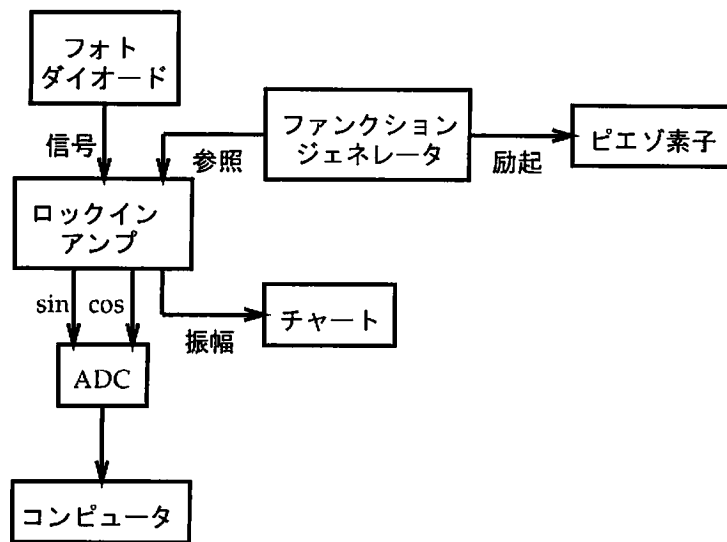 フォト
ダイオード
信号
参照
ファンクション
ジェネレータ
励起
ピエゾ素子
ロックイン
アンプ
sin
cos
振幅
チャート
ADC
コンピュータ